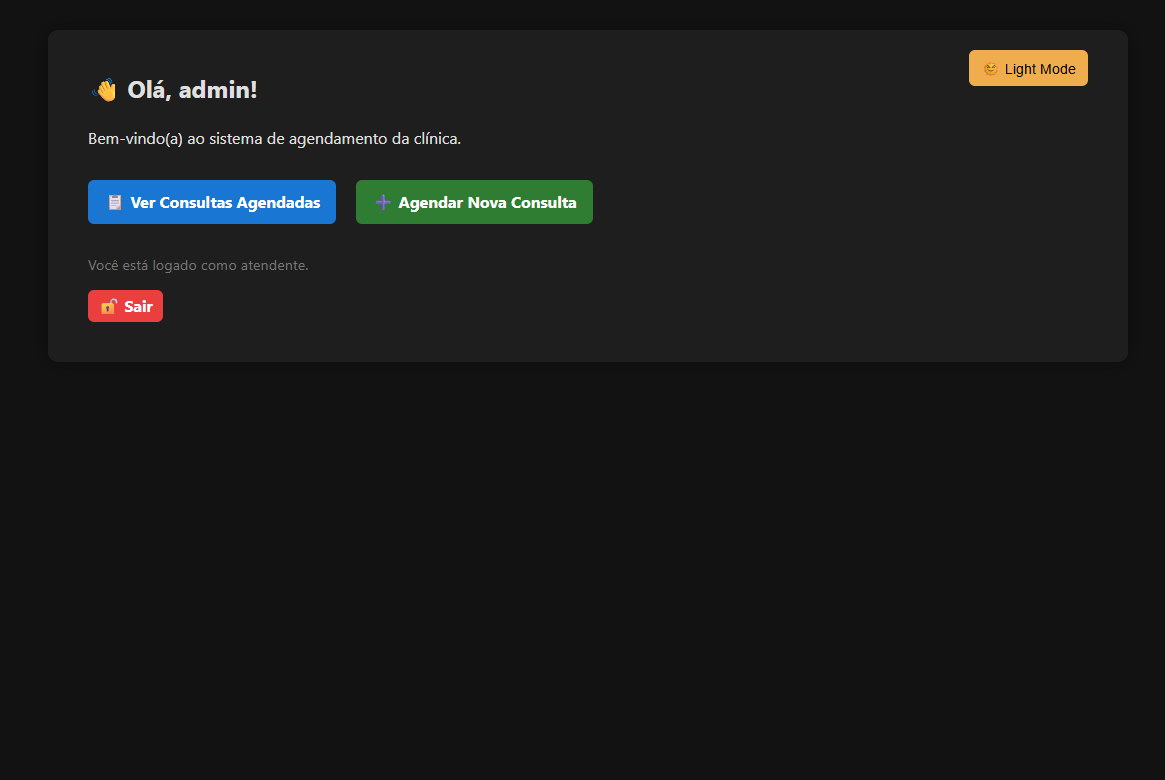 👋 Olá, admin!
😊 Light Mode
Bem-vindo(a) ao sistema de agendamento da clínica.
📋 Ver Consultas Agendadas
➕ Agendar Nova Consulta
Você está logado como atendente.
🔓 Sair